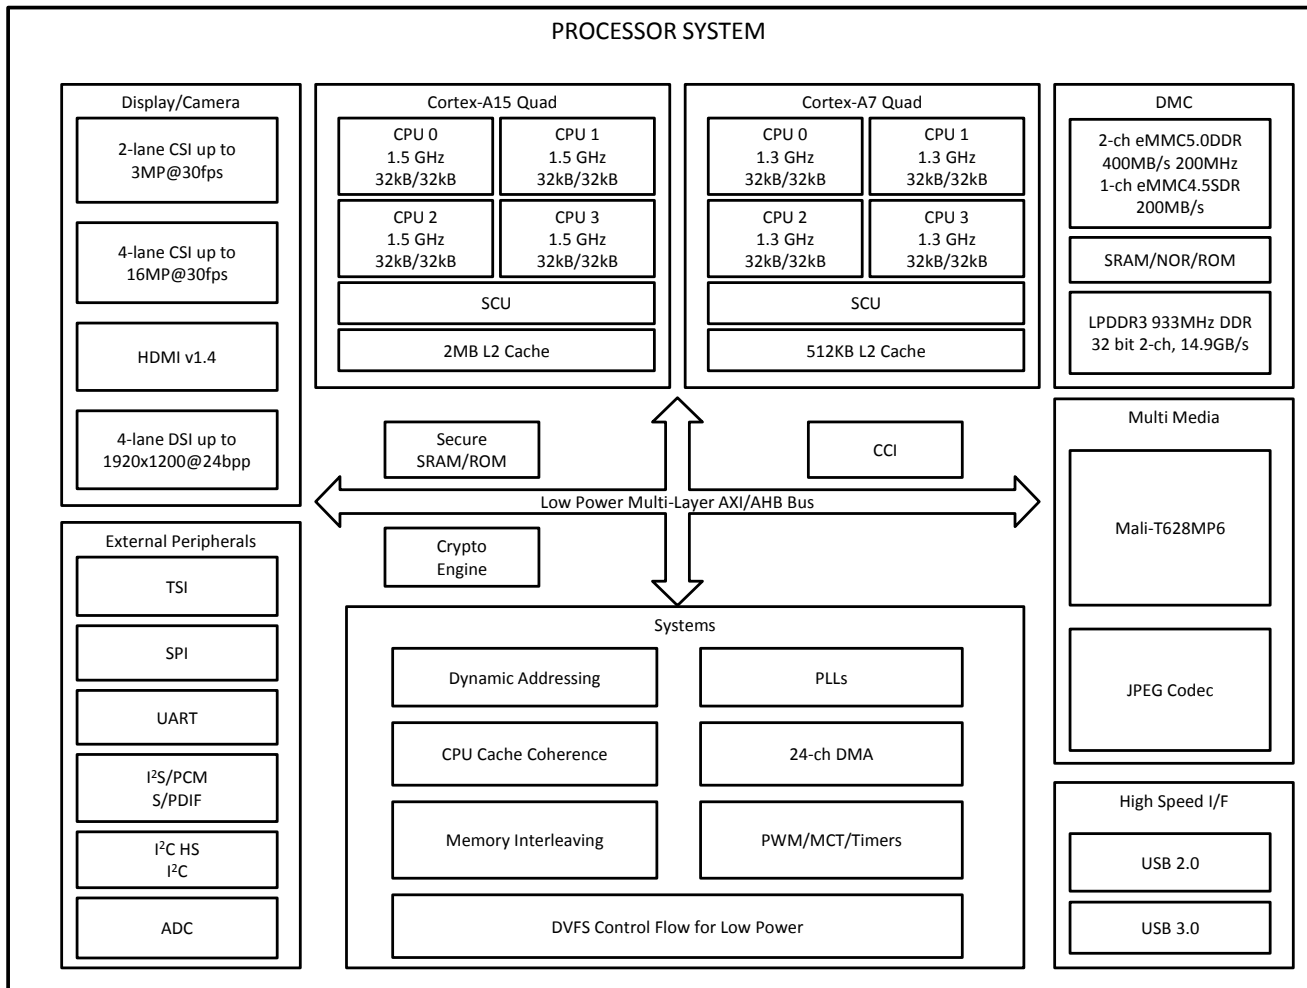 PROCESSOR SYSTEM
Display/Camera
2-lane CSI up to
3MP@30fps
4-lane CSI up to
16MP@30fps
HDMI v1.4
4-lane DSI up to
1920x1200@24bpp
Cortex-A15 Quad
CPU 0
1.5 GHz
32kB/32kB
CPU 1
1.5 GHz
32kB/32kB
CPU 2
1.5 GHz
32kB/32kB
CPU 3
1.5 GHz
32kB/32kB
SCU
2MB L2 Cache
Cortex-A7 Quad
CPU 0
1.3 GHz
32kB/32kB
CPU 1
1.3 GHz
32kB/32kB
CPU 2
1.3 GHz
32kB/32kB
CPU 3
1.3 GHz
32kB/32kB
SCU
512KB L2 Cache
DMC
2-ch eMMC5.0DDR
400MB/s 200MHz
1-ch eMMC4.5SDR
200MB/s
SRAM/NOR/ROM
LPDDR3 933MHz DDR
32 bit 2-ch, 14.9GB/s
Secure
SRAM/ROM
CCI
Low Power Multi-Layer AXI/AHB Bus
Crypto
Engine
Multi Media
Mali-T628MP6
JPEG Codec
External Peripherals
TSI
SPI
UART
I²S/PCM
S/PDIF
I²C HS
I²C
ADC
Systems
Dynamic Addressing
PLLs
CPU Cache Coherence
24-ch DMA
Memory Interleaving
PWM/MCT/Timers
DVFS Control Flow for Low Power
High Speed I/F
USB 2.0
USB 3.0